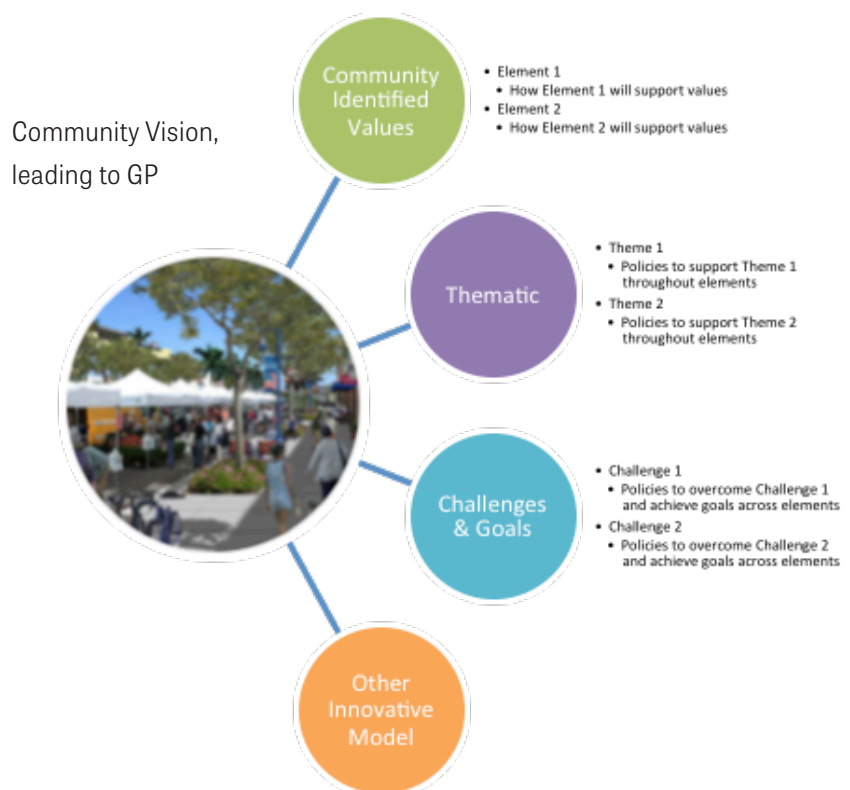 Community Vision,
leading to GP
Community
Identified
Values
• Element 1
• How Element 1 will support values
• Element 2
• How Element 2 will support values
Thematic
• Theme 1
• Policies to support Theme 1
throughout elements
• Theme 2
• Policies to support Theme 2
throughout elements
Challenges
& Goals
• Challenge 1
• Policies to overcome Challenge 1
and achieve goals across elements
• Challenge 2
• Policies to overcome Challenge 2
and achieve goals across elements
Other
Innovative
Model